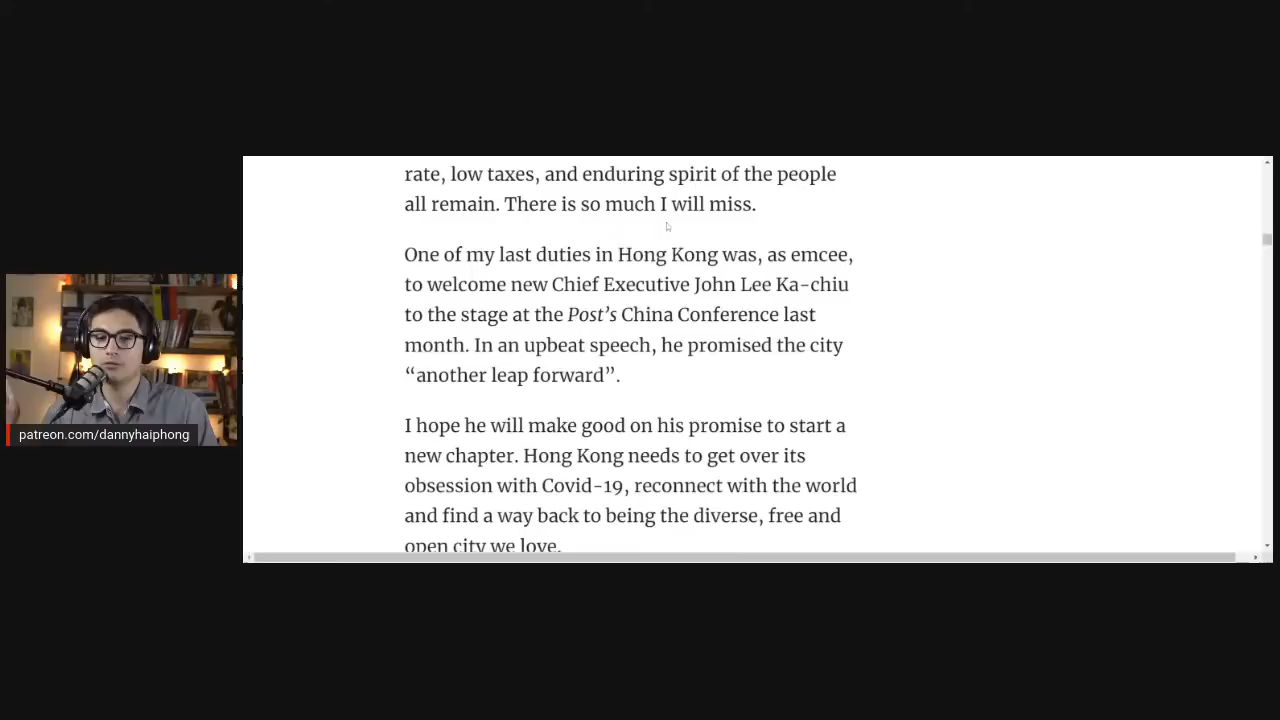 rate, low taxes, and enduring spirit of the people
all remain. There is so much I will miss.
One of my last duties in Hong Kong was, as emcee,
to welcome new Chief Executive John Lee Ka-chiu
to the stage at the Post’s China Conference last
month. In an upbeat speech, he promised the city
“another leap forward”.
I hope he will make good on his promise to start a
new chapter. Hong Kong needs to get over its
obsession with Covid-19, reconnect with the world
and find a way back to being the diverse, free and
open city we love.
patreon.com/dannyhaiphong